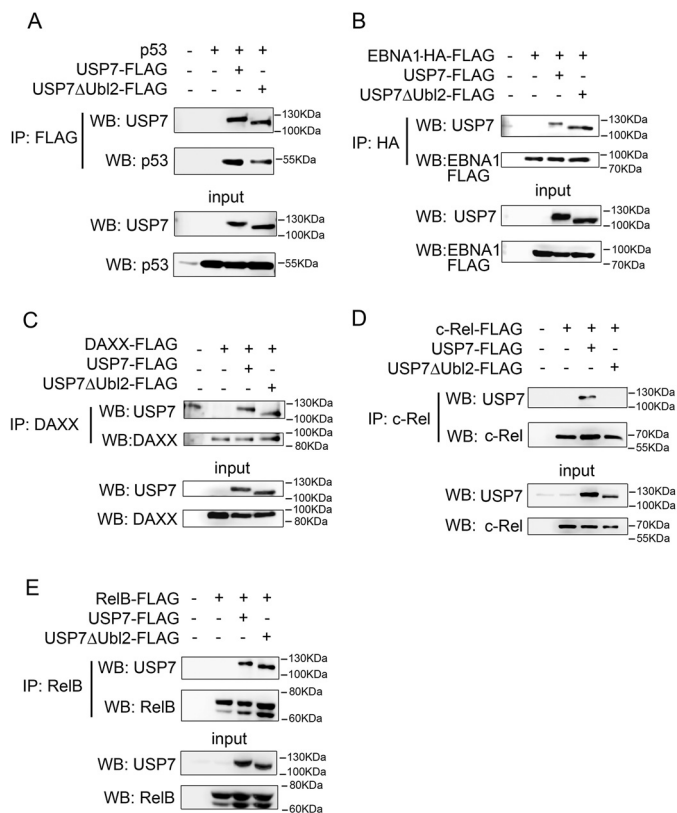 A
p53 - + + +
USP7-FLAG - - + -
USP7ΔUbl2-FLAG - - - +
IP: FLAG
WB: USP7
130KDa
100KDa
WB: p53
55KDa
input
WB: USP7
130KDa
100KDa
WB: p53
55KDa
B
EBNA1-HA-FLAG - + + +
USP7-FLAG - - + -
USP7ΔUbl2-FLAG - - - +
IP: HA
WB: USP7
130KDa
100KDa
WB:EBNA1
FLAG
100KDa
70KDa
input
WB: USP7
130KDa
100KDa
WB:EBNA1
FLAG
100KDa
70KDa
C
DAXX-FLAG - + + +
USP7-FLAG - - + -
USP7ΔUbl2-FLAG - - - +
IP: DAXX
WB: USP7
130KDa
100KDa
WB:DAXX
100KDa
80KDa
input
WB: USP7
130KDa
100KDa
WB: DAXX
100KDa
80KDa
D
c-Rel-FLAG - + + +
USP7-FLAG - - + -
USP7ΔUbl2-FLAG - - - +
IP: c-Rel
WB: USP7
130KDa
100KDa
WB: c-Rel
70KDa
55KDa
input
WB: USP7
130KDa
100KDa
WB: c-Rel
70KDa
55KDa
E
RelB-FLAG - + + +
USP7-FLAG - - + -
USP7ΔUbl2-FLAG - - - +
IP: RelB
WB: USP7
130KDa
100KDa
WB: RelB
80KDa
60KDa
input
WB: USP7
130KDa
100KDa
WB: RelB
80KDa
60KDa